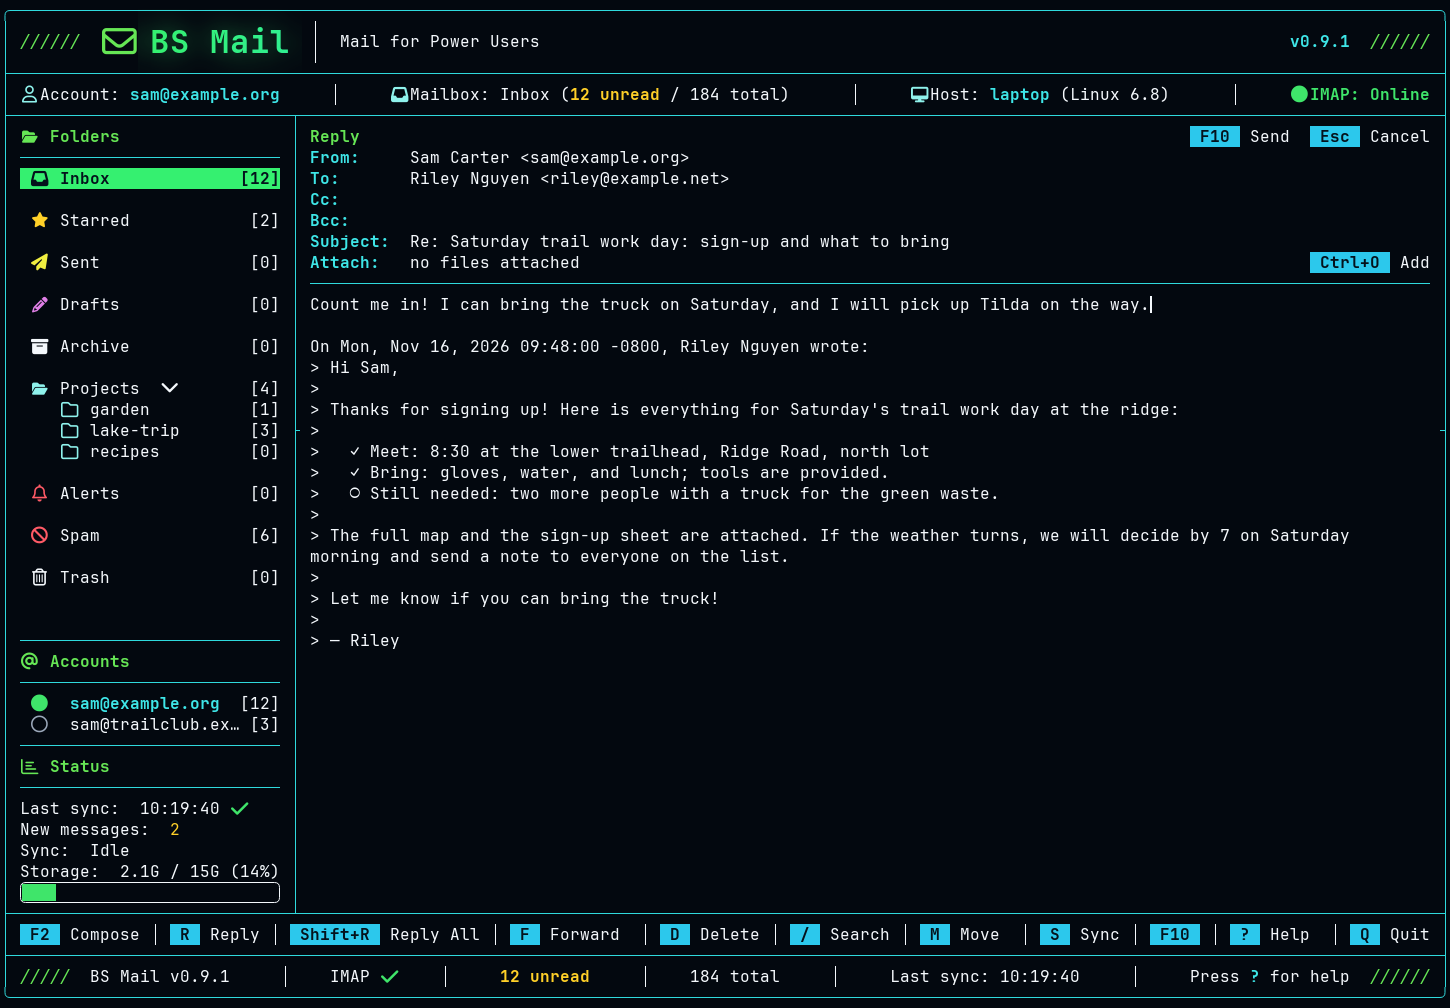 ////// BS Mail Mail for Power Users v0.9.1 //////
Account: sam@example.org Mailbox: Inbox (12 unread / 184 total) Host: laptop (Linux 6.8) IMAP: Online
Folders
Inbox [12]
Starred [2]
Sent [0]
Drafts [0]
Archive [0]
Projects [4]
garden [1]
lake-trip [3]
recipes [0]
Alerts [0]
Spam [6]
Trash [0]
@ Accounts
sam@example.org [12]
sam@trailclub.ex… [3]
Status
Last sync: 10:19:40 ✓
New messages: 2
Sync: Idle
Storage: 2.1G / 15G (14%)
Reply F10 Send Esc Cancel
From: Sam Carter <sam@example.org>
To: Riley Nguyen <riley@example.net>
Cc:
Bcc:
Subject: Re: Saturday trail work day: sign-up and what to bring
Attach: no files attached Ctrl+O Add
Count me in! I can bring the truck on Saturday, and I will pick up Tilda on the way.
On Mon, Nov 16, 2026 09:48:00 -0800, Riley Nguyen wrote:
> Hi Sam,
>
> Thanks for signing up! Here is everything for Saturday's trail work day at the ridge:
>
>   ✓ Meet: 8:30 at the lower trailhead, Ridge Road, north lot
>   ✓ Bring: gloves, water, and lunch; tools are provided.
>   ○ Still needed: two more people with a truck for the green waste.
>
> The full map and the sign-up sheet are attached. If the weather turns, we will decide by 7 on Saturday
morning and send a note to everyone on the list.
>
> Let me know if you can bring the truck!
>
> — Riley
F2 Compose R Reply Shift+R Reply All F Forward D Delete / Search M Move S Sync F10 ? Help Q Quit
///// BS Mail v0.9.1 IMAP ✓ 12 unread 184 total Last sync: 10:19:40 Press ? for help //////